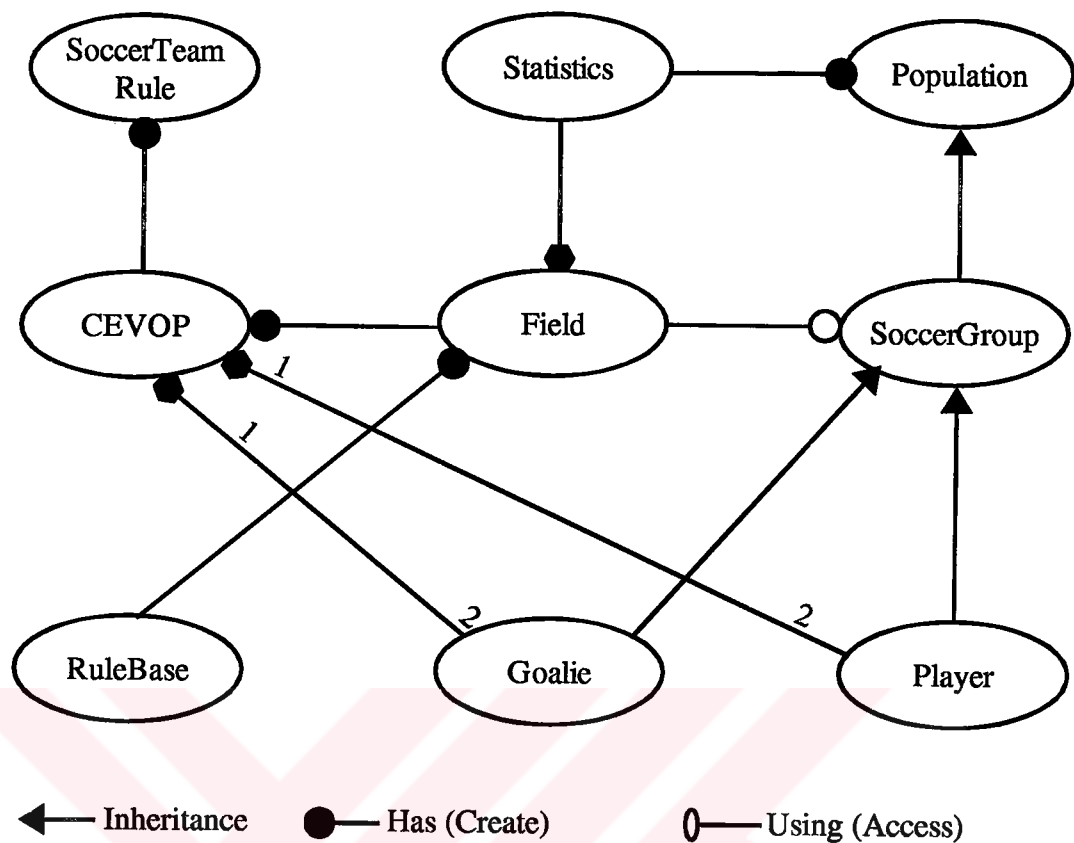 SoccerTeam
Rule
Statistics
Population
CEVOP
Field
SoccerGroup
1
1
2
2
RuleBase
Goalie
Player
Inheritance
Has (Create)
Using (Access)